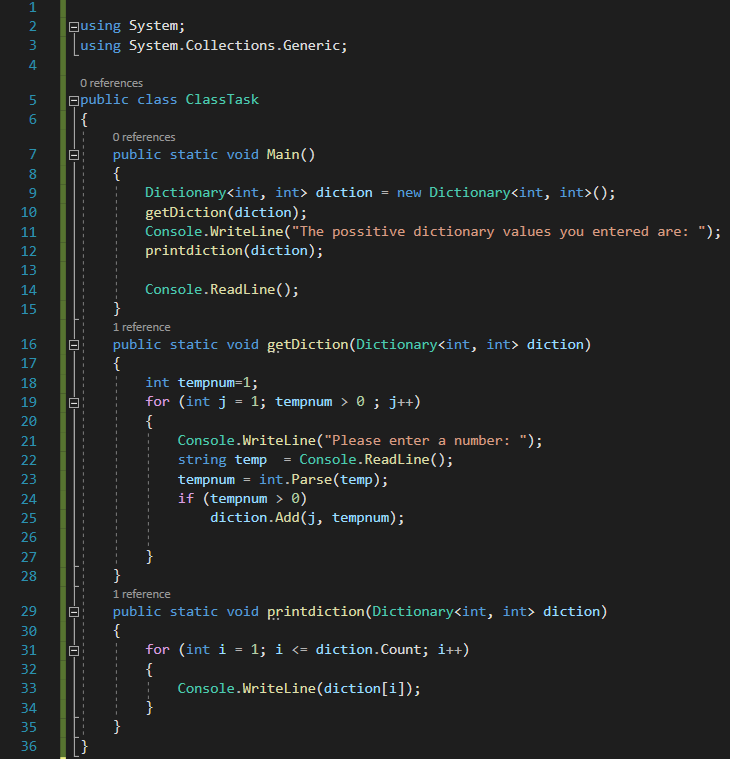 1
2 using System;
3 using System.Collections.Generic;
4
0 references
5 public class ClassTask
6 {
0 references
7 public static void Main()
8 {
9 Dictionary<int, int> diction = new Dictionary<int, int>();
10 getDiction(diction);
11 Console.WriteLine("The possitive dictionary values you entered are: ");
12 printdiction(diction);
13
14 Console.ReadLine();
15 }
1 reference
16 public static void getDiction(Dictionary<int, int> diction)
17 {
18 int tempnum=1;
19 for (int j = 1; tempnum > 0 ; j++)
20 {
21 Console.WriteLine("Please enter a number: ");
22 string temp  = Console.ReadLine();
23 tempnum = int.Parse(temp);
24 if (tempnum > 0)
25 diction.Add(j, tempnum);
26
27 }
28 }
1 reference
29 public static void printdiction(Dictionary<int, int> diction)
30 {
31 for (int i = 1; i <= diction.Count; i++)
32 {
33 Console.WriteLine(diction[i]);
34 }
35 }
36 }